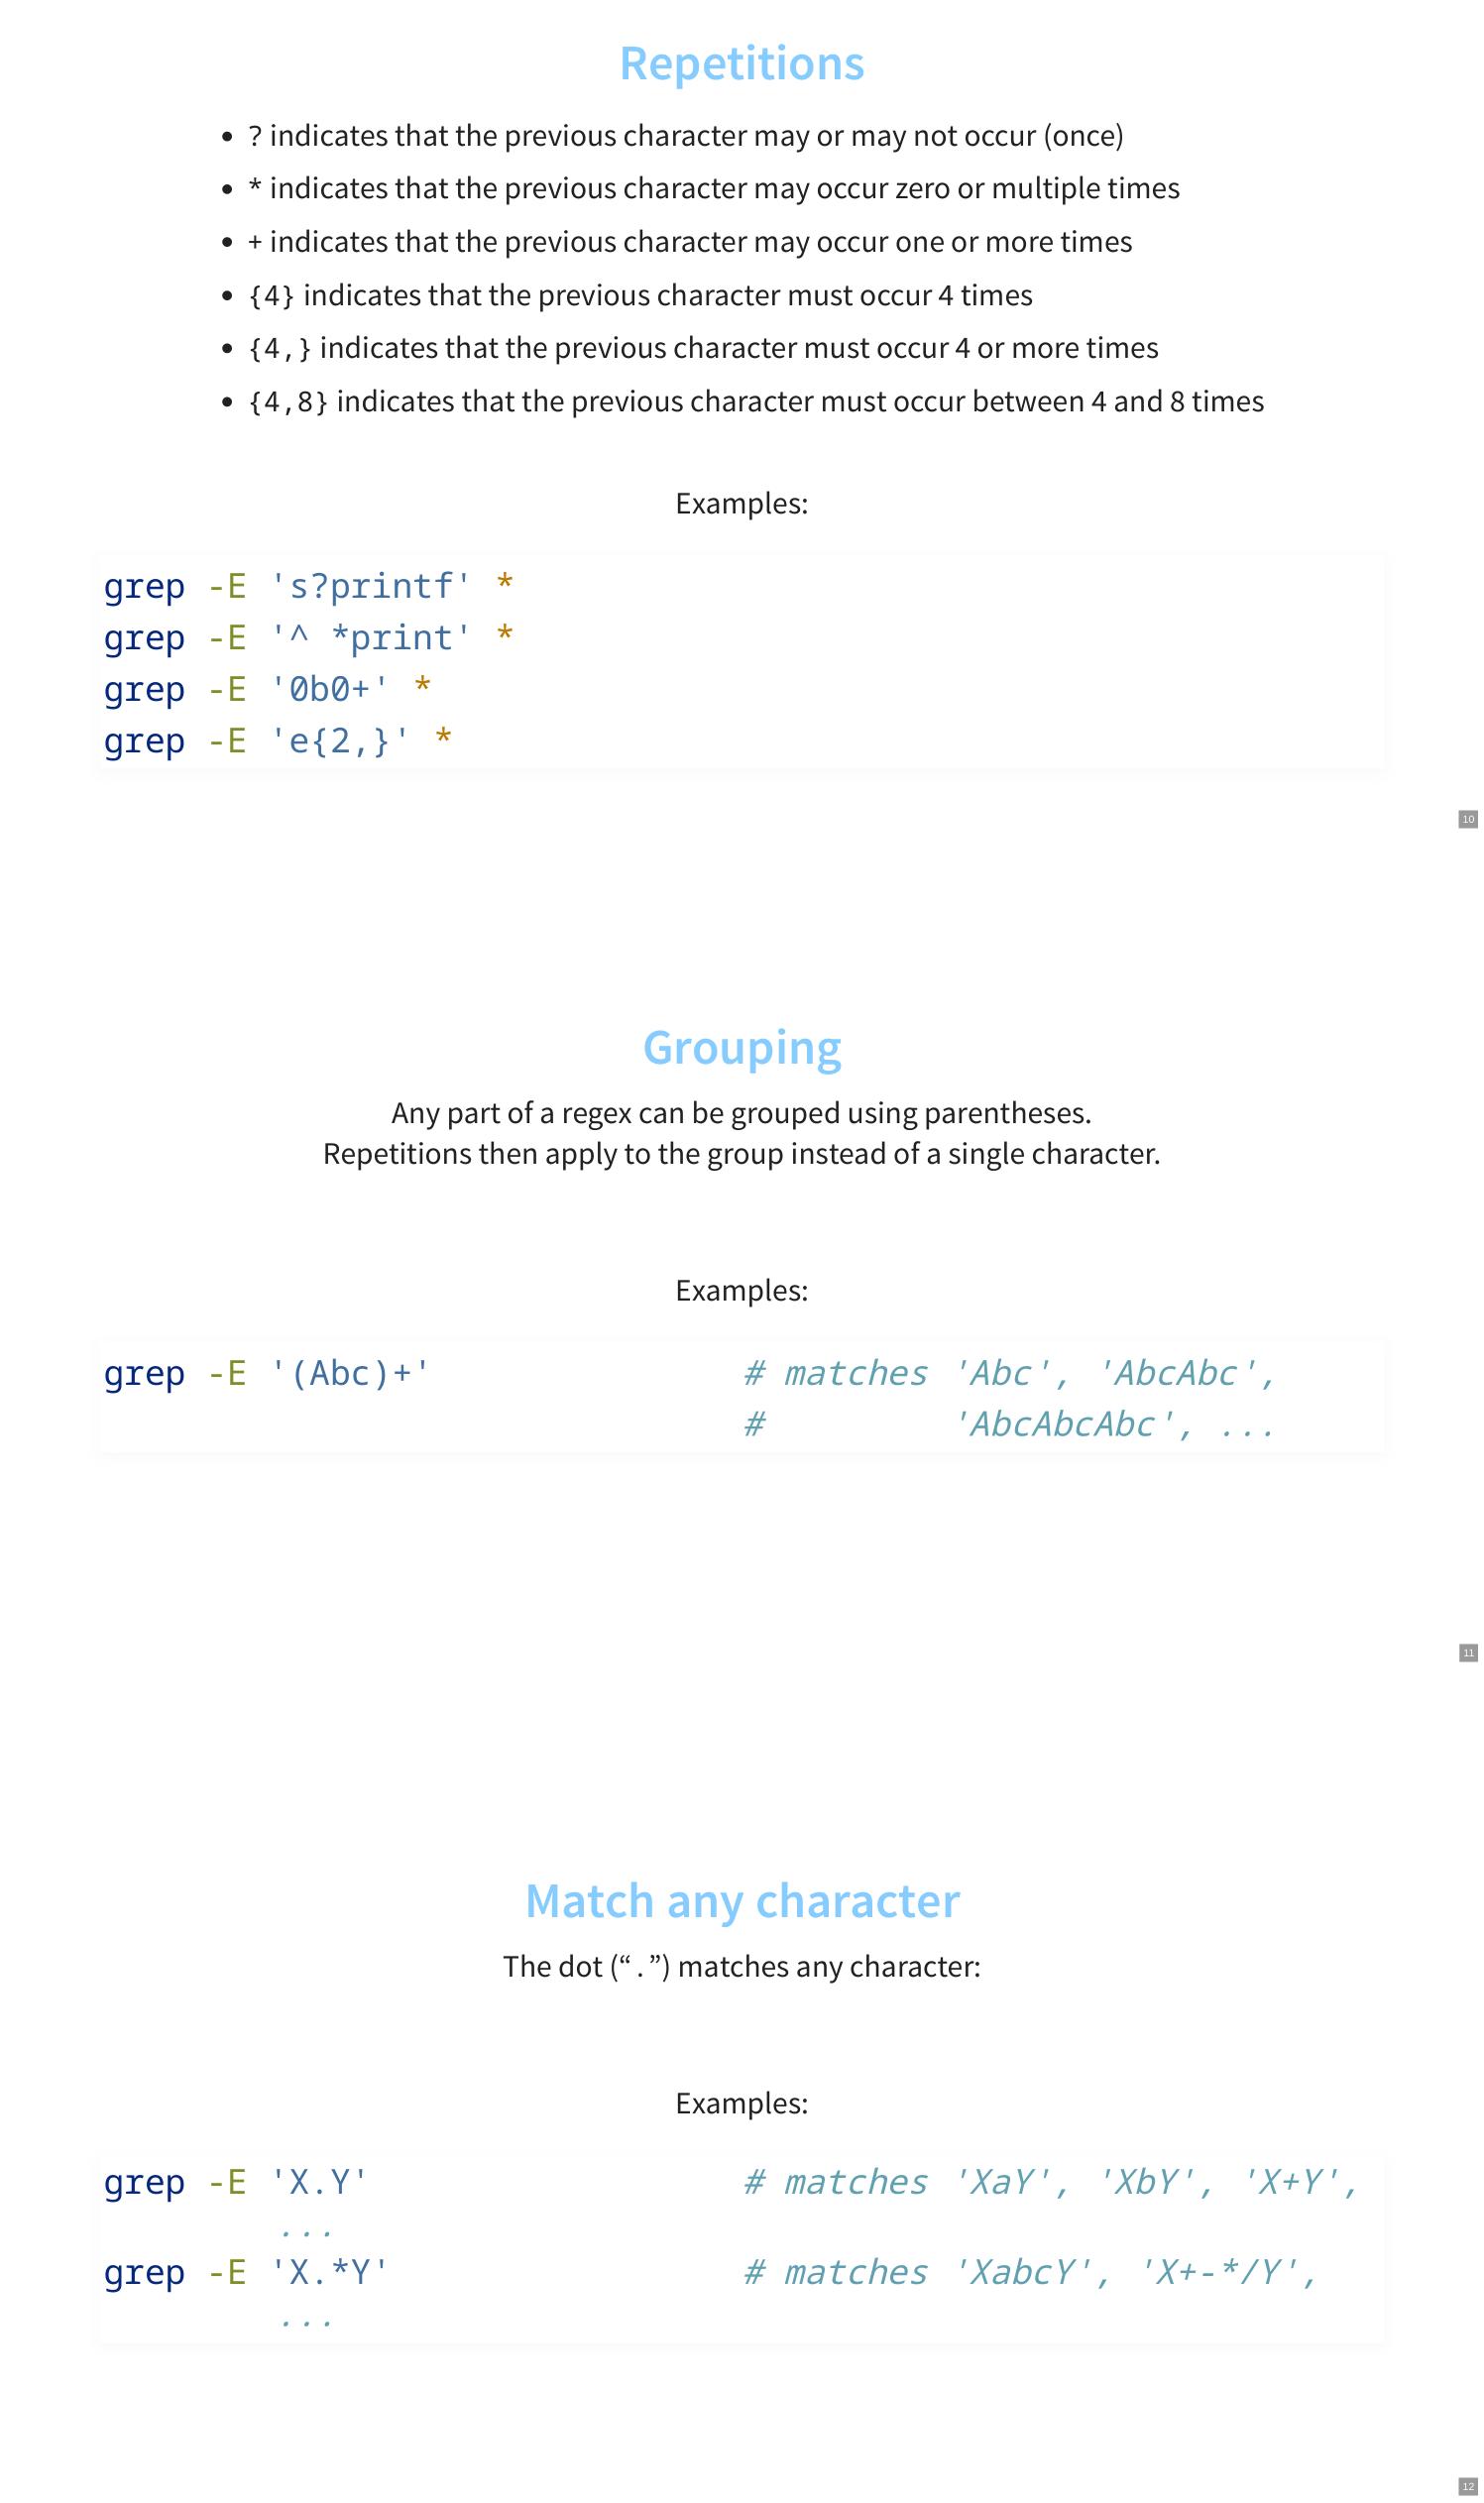 Repetitions
• ? indicates that the previous character may or may not occur (once)
• * indicates that the previous character may occur zero or multiple times
• + indicates that the previous character may occur one or more times
• {4} indicates that the previous character must occur 4 times
• {4,} indicates that the previous character must occur 4 or more times
• {4,8} indicates that the previous character must occur between 4 and 8 times
Examples:
grep -E 's?printf' *
grep -E '^ *print' *
grep -E '0b0+' *
grep -E 'e{2,}' *
10
Grouping
Any part of a regex can be grouped using parentheses.
Repetitions then apply to the group instead of a single character.
Examples:
grep -E '(Abc)+' # matches 'Abc', 'AbcAbc',
# 'AbcAbcAbc', ...
11
Match any character
The dot (“.”) matches any character:
Examples:
grep -E 'X.Y' # matches 'XaY', 'XbY', 'X+Y',
...
grep -E 'X.*Y' # matches 'XabcY', 'X+-*/Y',
...
12